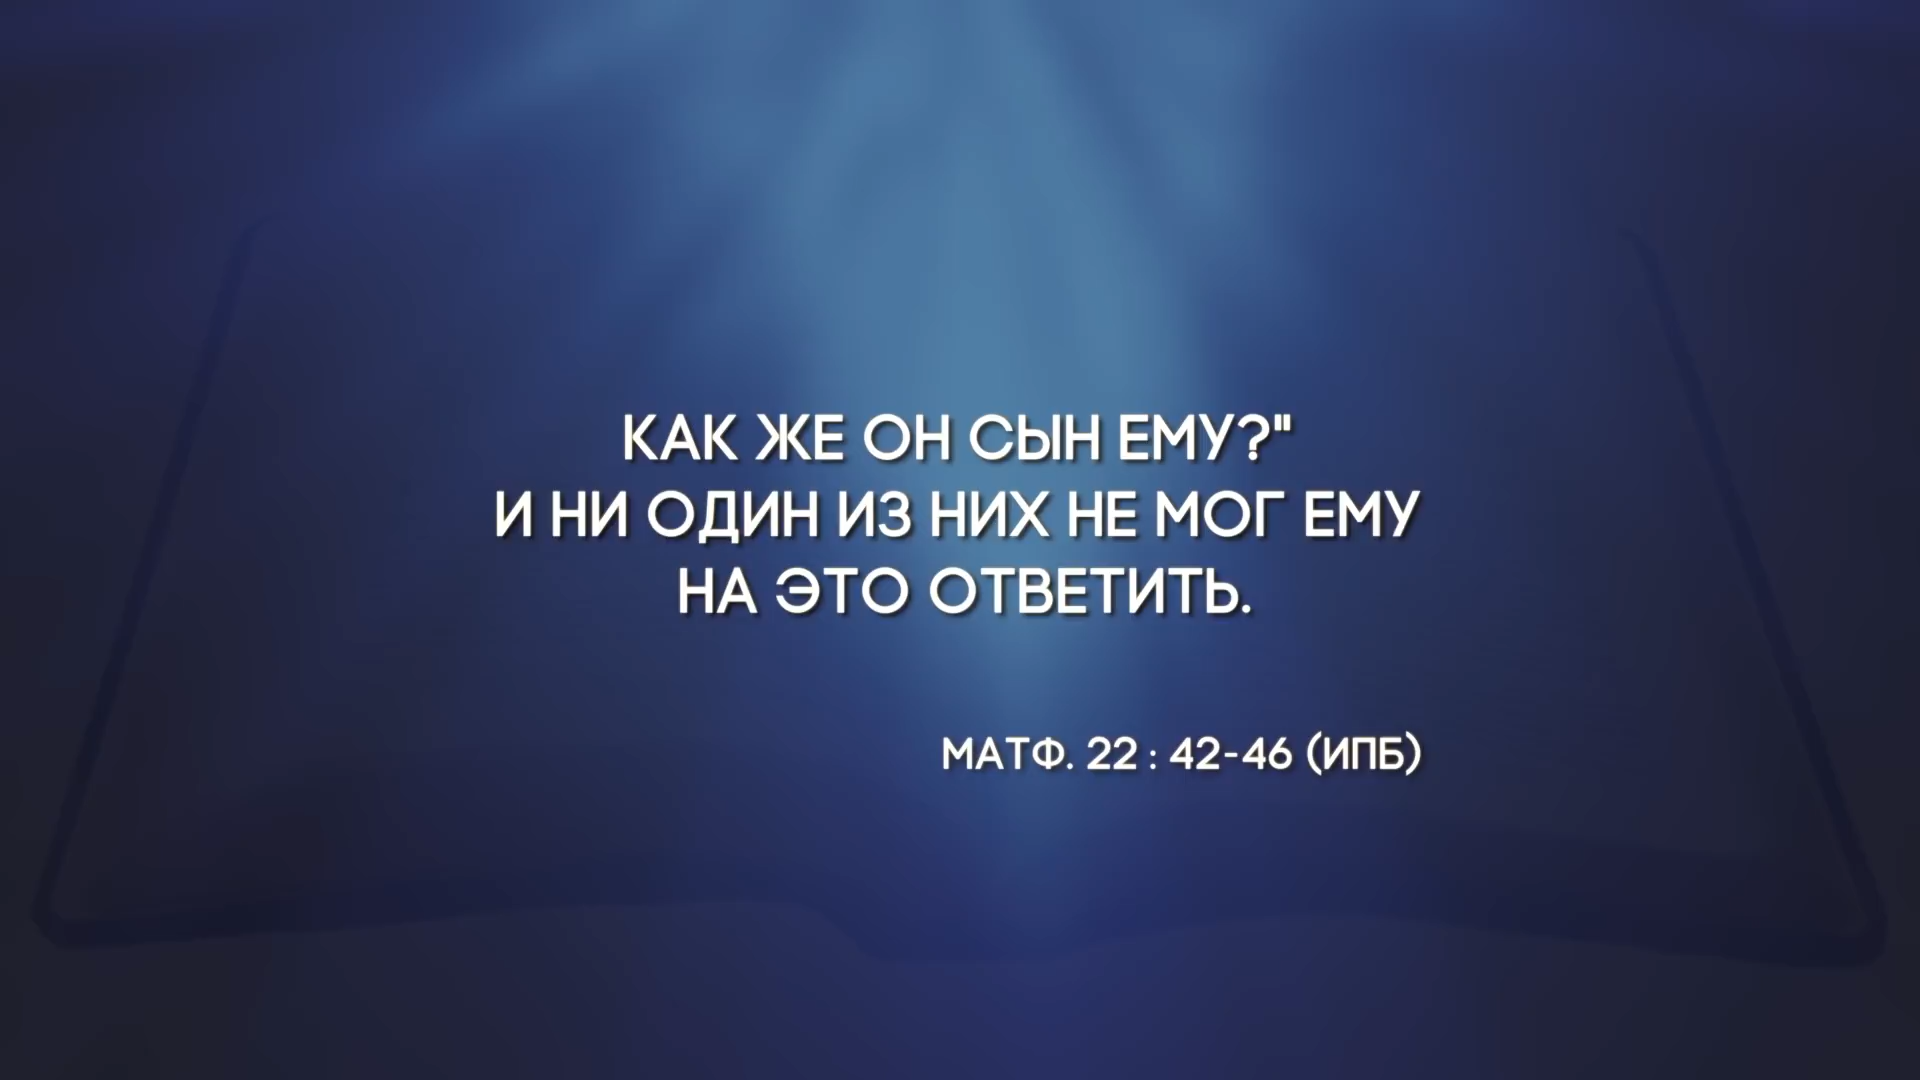 КАК ЖЕ ОН СЫН ЕМУ?"
И НИ ОДИН ИЗ НИХ НЕ МОГ ЕМУ
НА ЭТО ОТВЕТИТЬ.
МАТФ. 22 : 42-46 (ИПБ)